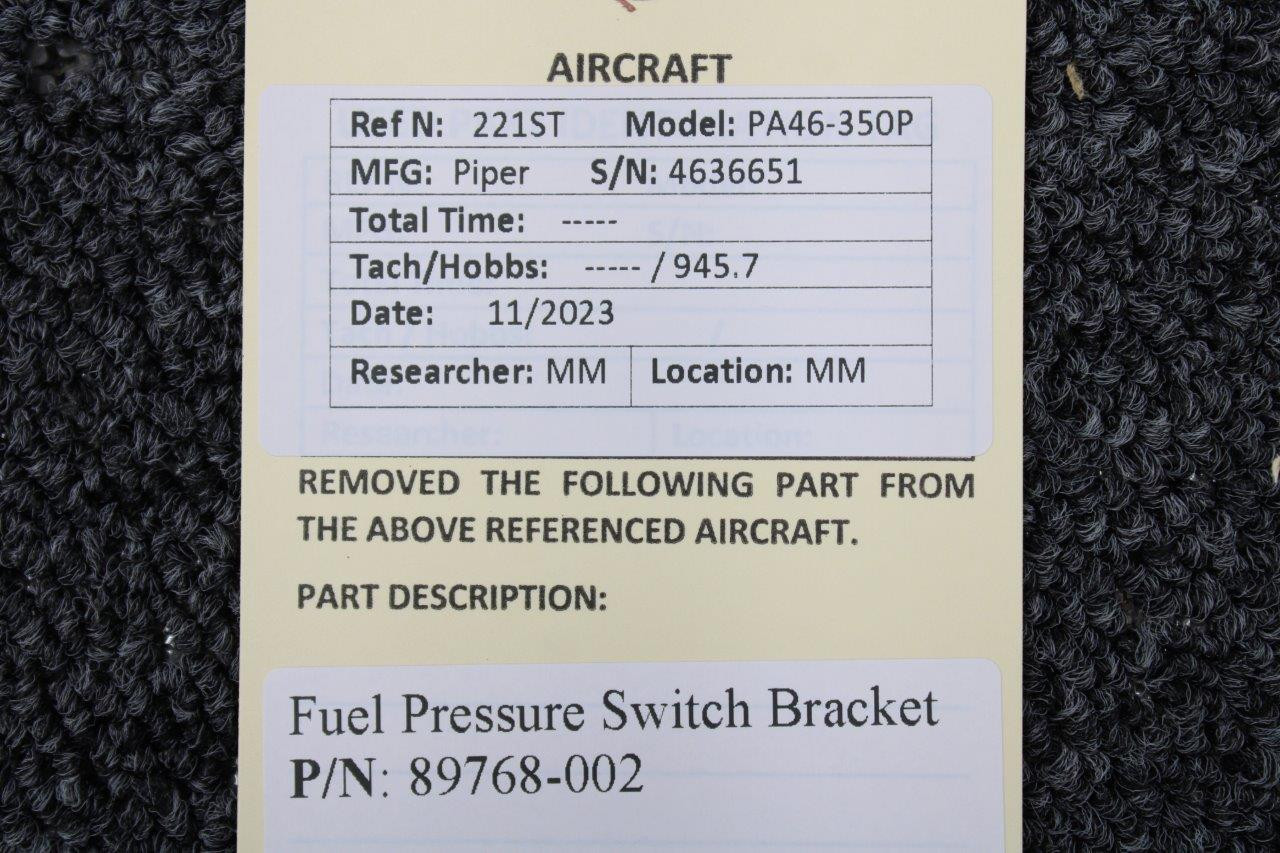 AIRCRAFT
Ref N: 221ST Model: PA46-350P
MFG: Piper S/N: 4636651
Total Time: -----
Tach/Hobbs: ----- / 945.7
Date: 11/2023
Researcher: MM Location: MM
Researcher: Location:
REMOVED THE FOLLOWING PART FROM
THE ABOVE REFERENCED AIRCRAFT.
PART DESCRIPTION:
Fuel Pressure Switch Bracket
P/N: 89768-002